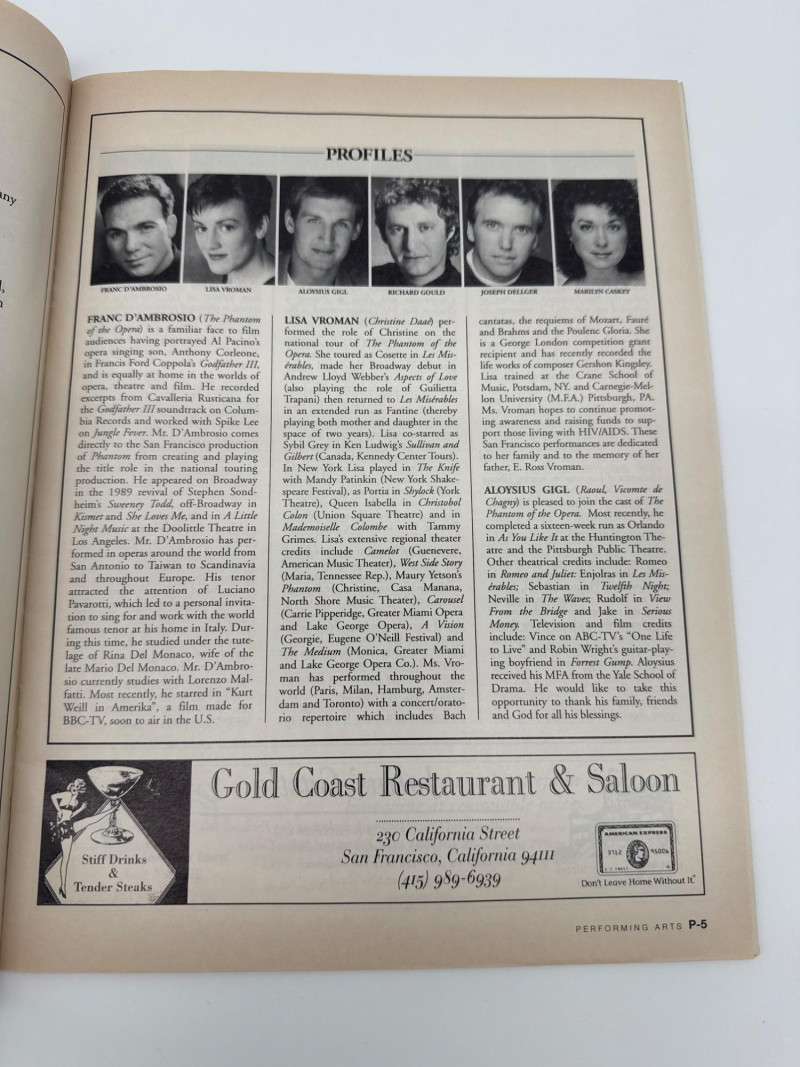 any
d,
n
PROFILES
FRANC D'AMBROSIO
LISA VROMAN
ALOYSIUS GIGL
RICHARD GOULD
JOSEPH DELLGER
MARILYN CASKEY
FRANC D'AMBROSIO (The Phantom
of the Opera) is a familiar face to film
audiences having portrayed Al Pacino's
opera singing son, Anthony Corleone,
in Francis Ford Coppola's Godfather III,
and is equally at home in the worlds of
opera, theatre and film. He recorded
excerpts from Cavalleria Rusticana for
the Godfather III soundtrack on Colum-
bia Records and worked with Spike Lee
on Jungle Fever. Mr. D'Ambrosio comes
directly to the San Francisco production
of Phantom from creating and playing
the title role in the national touring
production. He appeared on Broadway
in the 1989 revival of Stephen Sond-
heim's Sweeney Todd, off-Broadway in
Kismet and She Loves Me, and in A Little
Night Music at the Doolittle Theatre in
Los Angeles. Mr. D'Ambrosio has per-
formed in operas around the world from
San Antonio to Taiwan to Scandinavia
and throughout Europe. His tenor
attracted the attention of Luciano
Pavarotti, which led to a personal invita-
tion to sing for and work with the world
famous tenor at his home in Italy. Dur-
ing this time, he studied under the tute-
lage of Rina Del Monaco, wife of the
late Mario Del Monaco. Mr. D'Ambro-
sio currently studies with Lorenzo Mal-
fatti. Most recently, he starred in "Kurt
Weill in Amerika", a film made for
BBC-TV, soon to air in the U.S.
LISA VROMAN (Christine Daaé) per-
formed the role of Christine on the
national tour of The Phantom of the
Opera. She toured as Cosette in Les Mis-
érables, made her Broadway debut in
Andrew Lloyd Webber's Aspects of Love
(also playing the role of Guilietta
Trapani) then returned to Les Misérables
in an extended run as Fantine (thereby
playing both mother and daughter in the
space of two years). Lisa co-starred as
Sybil Grey in Ken Ludwig's Sullivan and
Gilbert (Canada, Kennedy Center Tours).
In New York Lisa played in The Knife
with Mandy Patinkin (New York Shake-
speare Festival), as Portia in Shylock (York
Theatre), Queen Isabella in Christobol
Colon (Union Square Theatre) and in
Mademoiselle Colombe with Tammy
Grimes. Lisa's extensive regional theater
credits include Camelot (Guenevere,
American Music Theater), West Side Story
(Maria, Tennessee Rep.), Maury Yetson's
Phantom (Christine, Casa Manana,
North Shore Music Theater), Carousel
(Carrie Pipperidge, Greater Miami Opera
and Lake George Opera), A Vision
(Georgie, Eugene O'Neill Festival) and
The Medium (Monica, Greater Miami
and Lake George Opera Co.). Ms. Vro-
man has performed throughout the
world (Paris, Milan, Hamburg, Amster-
dam and Toronto) with a concert/orato-
rio repertoire which includes Bach
cantatas, the requiems of Mozart, Fauré
and Brahms and the Poulenc Gloria. She
is a George London competition grant
recipient and has recently recorded the
life works of composer Gershon Kingsley.
Lisa trained at the Crane School of
Music, Potsdam, NY. and Carnegie-Mel-
lon University (M.F.A.) Pittsburgh, PA.
Ms. Vroman hopes to continue promot-
ing awareness and raising funds to sup-
port those living with HIV/AIDS. These
San Francisco performances are dedicated
to her family and to the memory of her
father, E. Ross Vroman.
ALOYSIUS GIGL (Raoul, Vicomte de
Chagny) is pleased to join the cast of The
Phantom of the Opera. Most recently, he
completed a sixteen-week run as Orlando
in As You Like It at the Huntington The-
atre and the Pittsburgh Public Theatre.
Other theatrical credits include: Romeo
in Romeo and Juliet; Enjolras in Les Mis-
érables; Sebastian in Twelfth Night;
Neville in The Waves; Rudolf in View
From the Bridge and Jake in Serious
Money. Television and film credits
include: Vince on ABC-TV's "One Life
to Live" and Robin Wright's guitar-play-
ing boyfriend in Forrest Gump. Aloysius
received his MFA from the Yale School of
Drama. He would like to take this
opportunity to thank his family, friends
and God for all his blessings.
Stiff Drinks
&
Tender Steaks
Gold Coast Restaurant & Saloon
230 California Street
San Francisco, California 94111
(415) 989-6939
AMERICAN EXPRESS
3712
Don't Leave Home Without It.®
PERFORMING ARTS P-5